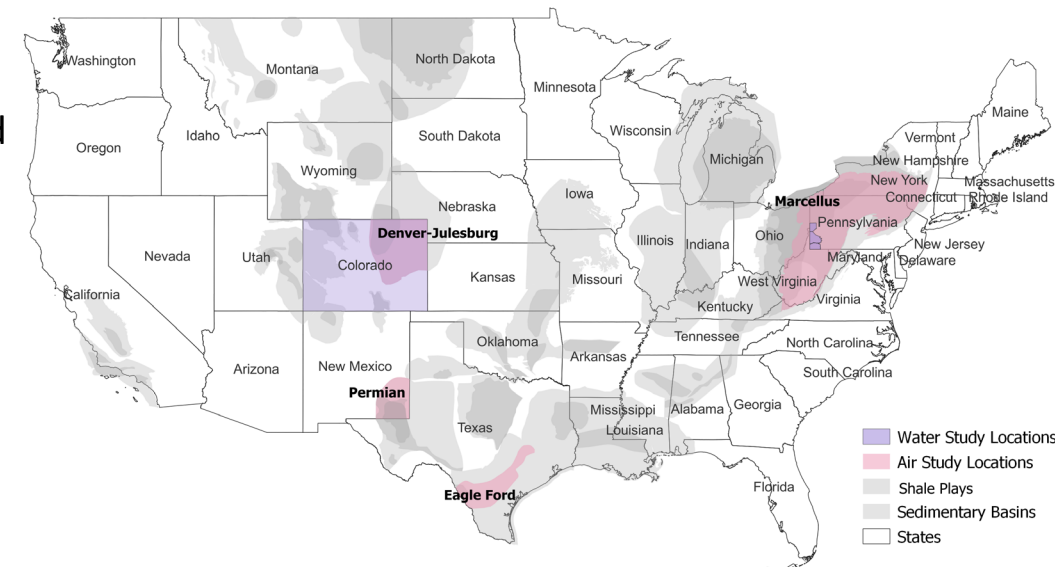 d
Washington
Montana
North Dakota
Minnesota
Maine
Oregon
Idaho
South Dakota
Wisconsin
Vermont
Michigan
New Hampshire
Wyoming
New York
Massachusetts
Iowa
Connecticut
Rhode Island
Nebraska
Marcellus
Pennsylvania
Denver-Julesburg
Illinois
Indiana
Ohio
New Jersey
Nevada
Utah
Colorado
Maryland
Delaware
Kansas
Missouri
West Virginia
California
Virginia
Kentucky
Oklahoma
Tennessee
North Carolina
Arizona
New Mexico
Arkansas
South Carolina
Permian
Mississippi
Alabama
Georgia
Texas
Louisiana
Eagle Ford
Florida
Water Study Locations
Air Study Locations
Shale Plays
Sedimentary Basins
States